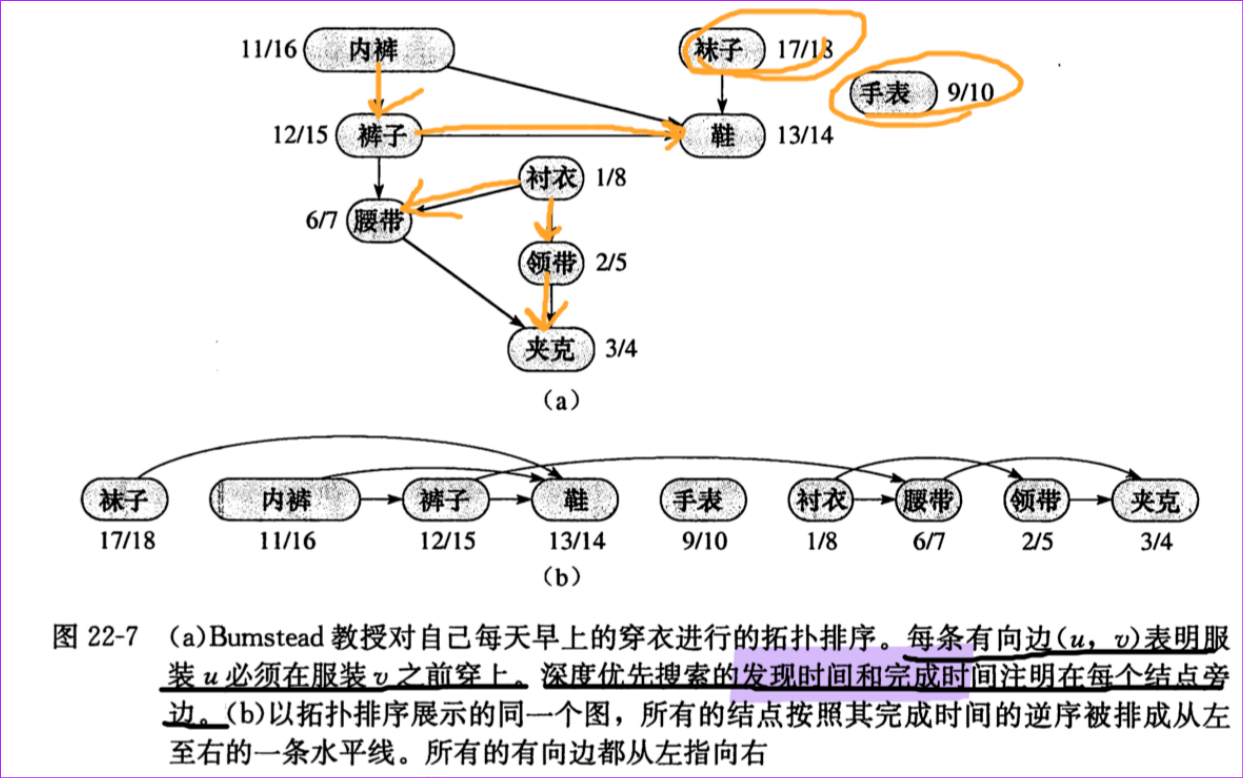 11/16 内裤 袜子 17/18
手表 9/10
12/15 裤子 鞋 13/14
衬衣 1/8
6/7 腰带
领带 2/5
夹克 3/4
(a)
袜子 内裤 裤子 鞋 手表 衬衣 腰带 领带 夹克
17/18 11/16 12/15 13/14 9/10 1/8 6/7 2/5 3/4
(b)
图 22-7 (a)Bumstead 教授对自己每天早上的穿衣进行的拓扑排序。每条有向边(u, v)表明服
装 u 必须在服装 v 之前穿上。深度优先搜索的发现时间和完成时间注明在每个结点旁
边。(b)以拓扑排序展示的同一个图，所有的结点按照其完成时间的逆序被排成从左
至右的一条水平线。所有的有向边都从左指向右